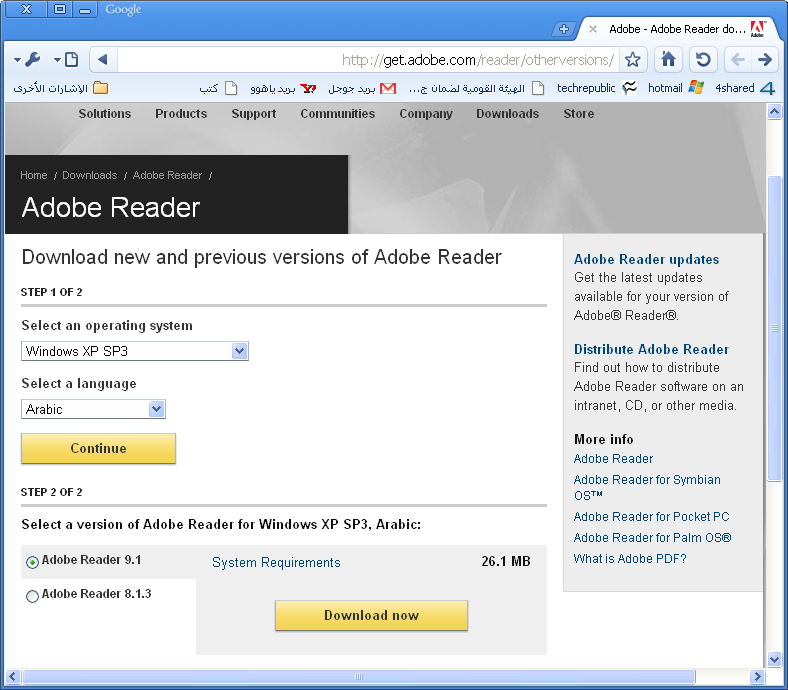 Google
Adobe - Adobe Reader do...
http://get.adobe.com/reader/otherversions/
الإشارات الأخرى
كتب
بريد ياهوو
بريد جوجل
الهيئة القومية لضمان ج...
techrepublic
hotmail
4shared
Solutions Products Support Communities Company Downloads Store
Home / Downloads / Adobe Reader /
Adobe Reader
Download new and previous versions of Adobe Reader
STEP 1 OF 2
Select an operating system
Windows XP SP3
Select a language
Arabic
Continue
STEP 2 OF 2
Select a version of Adobe Reader for Windows XP SP3, Arabic:
Adobe Reader 9.1
System Requirements
26.1 MB
Adobe Reader 8.1.3
Download now
Adobe Reader updates
Get the latest updates
available for your version of
Adobe® Reader®.
Distribute Adobe Reader
Find out how to distribute
Adobe Reader software on an
intranet, CD, or other media.
More info
Adobe Reader
Adobe Reader for Symbian
OS™
Adobe Reader for Pocket PC
Adobe Reader for Palm OS®
What is Adobe PDF?